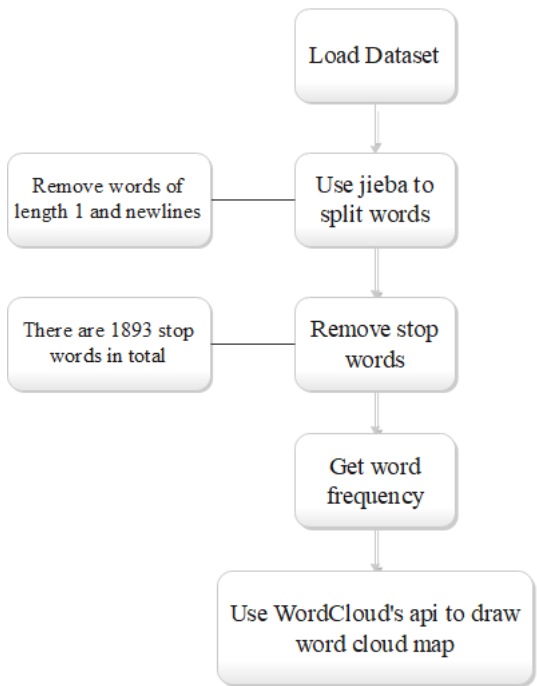 Load Dataset
Remove words of
length 1 and newlines
Use jieba to
split words
There are 1893 stop
words in total
Remove stop
words
Get word
frequency
Use WordCloud's api to draw
word cloud map